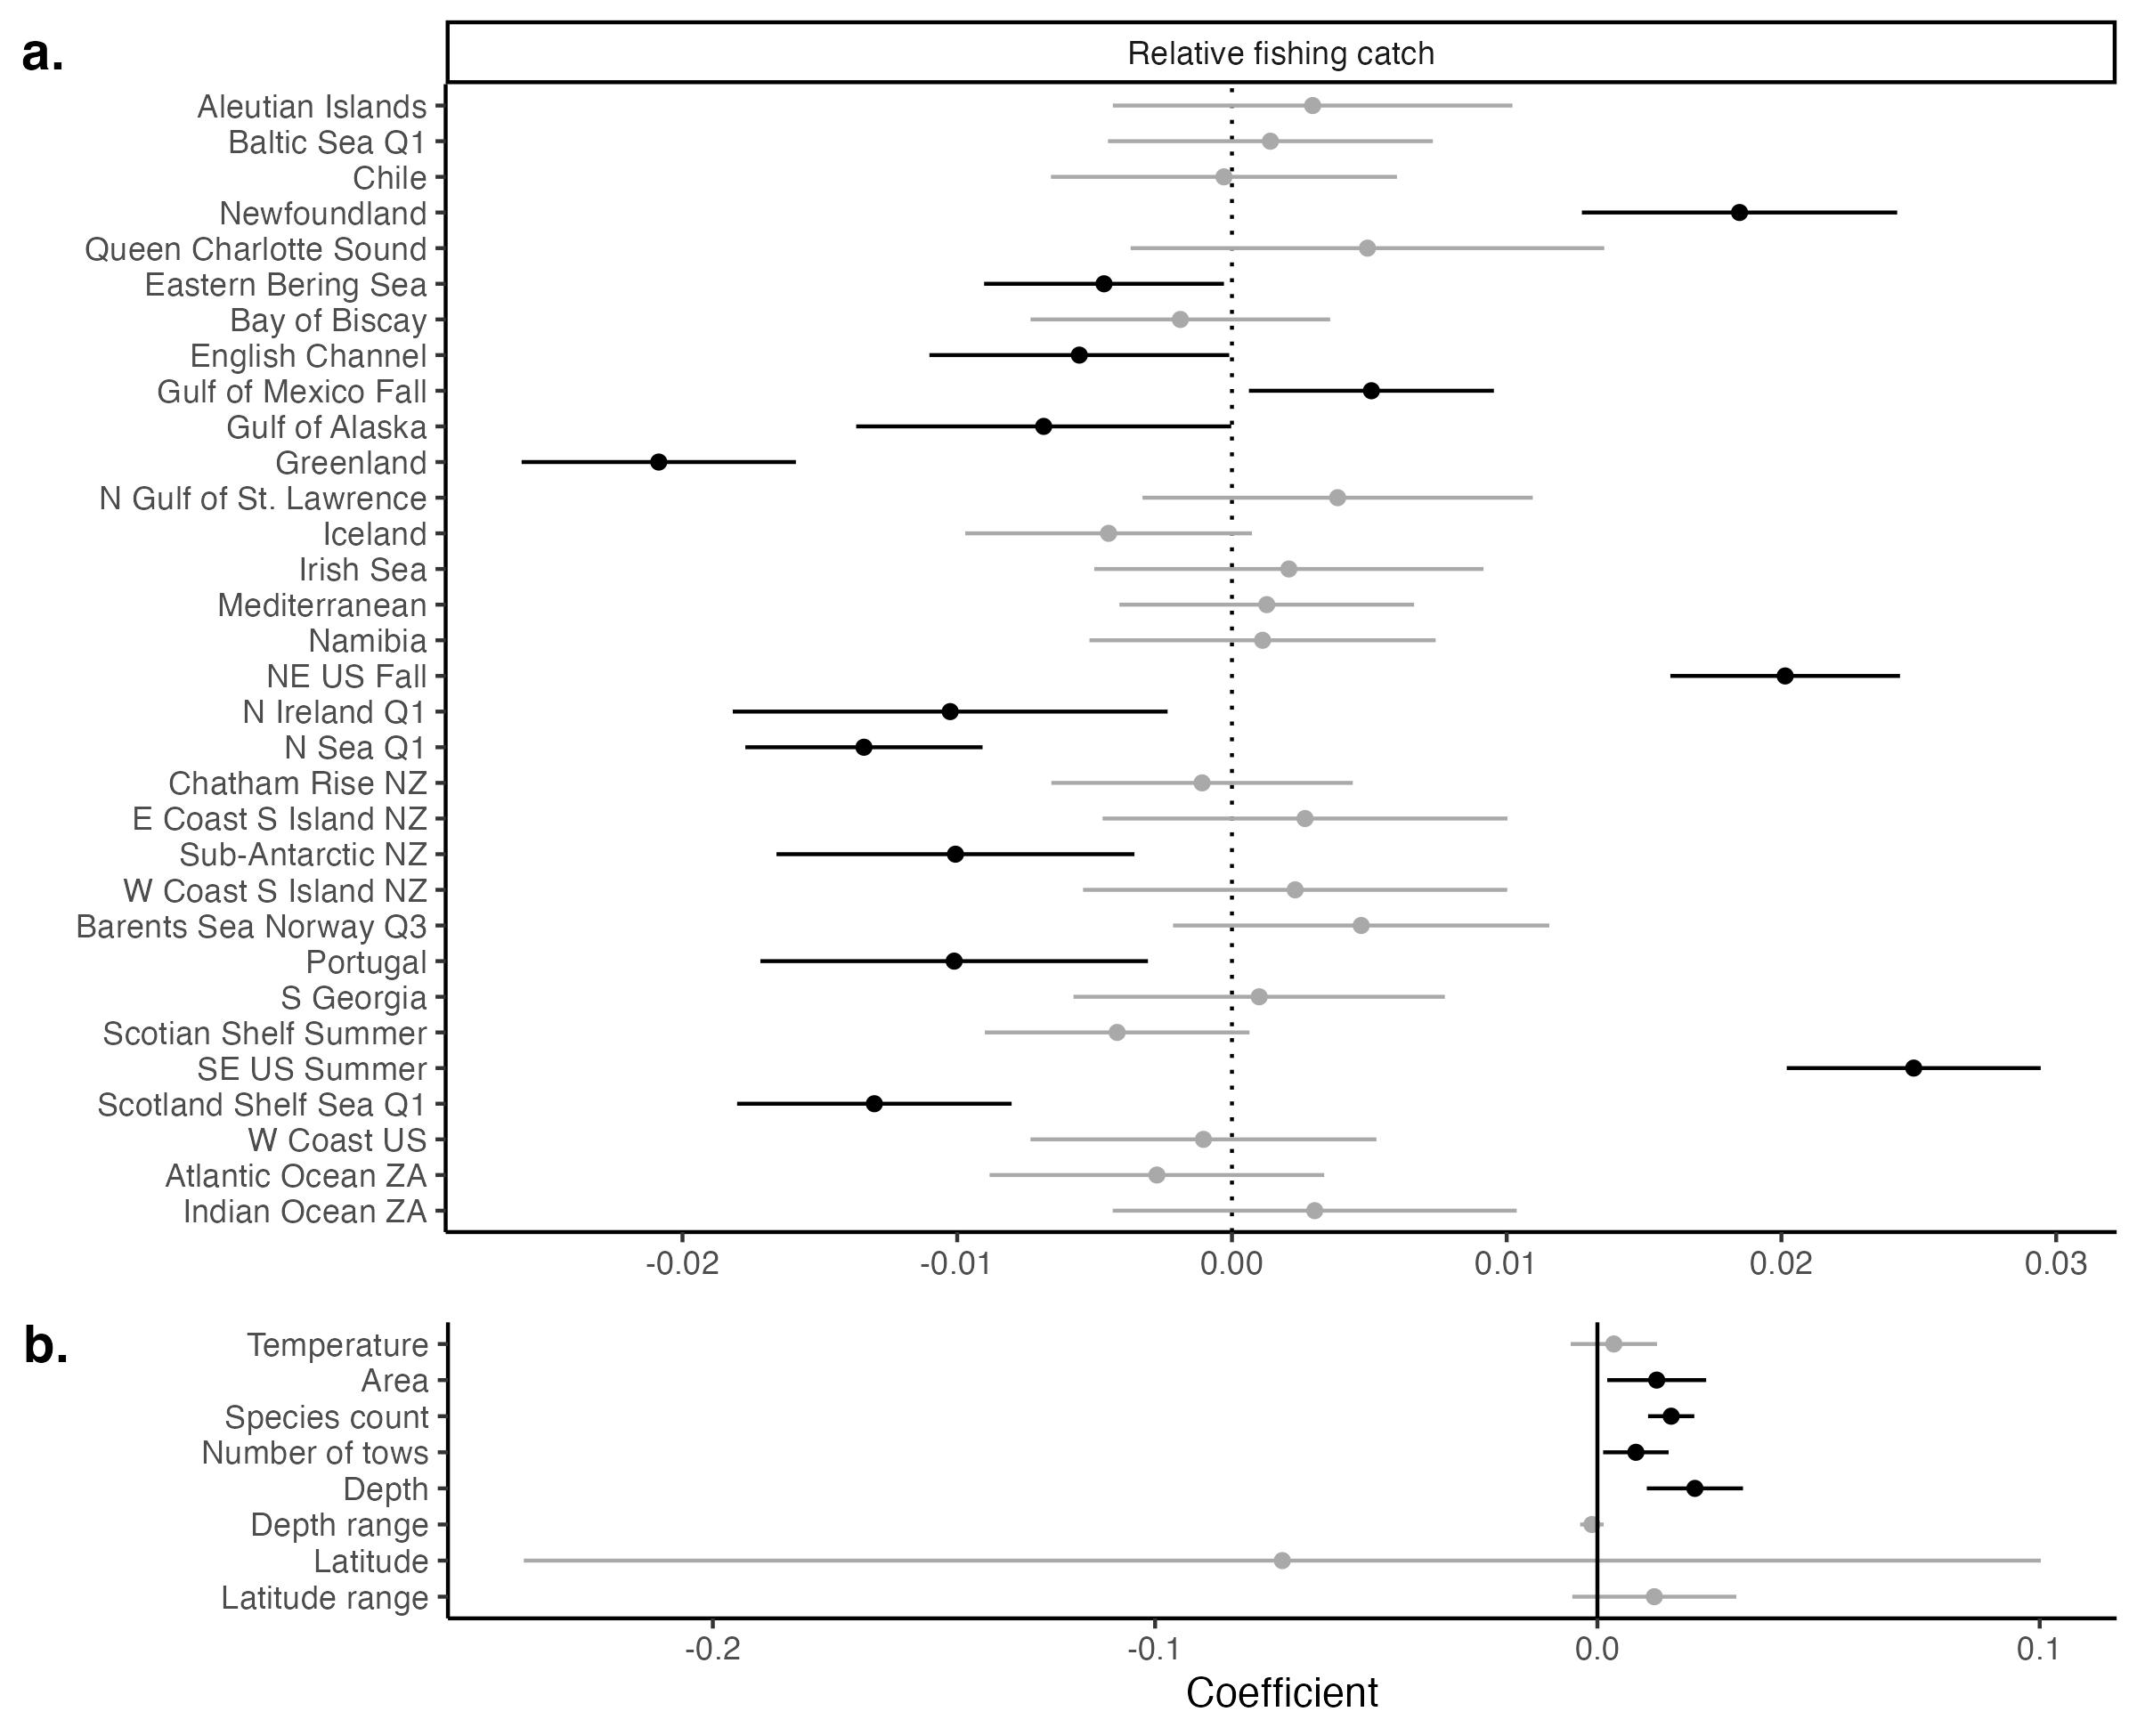 a.
Relative fishing catch
Aleutian Islands
Baltic Sea Q1
Chile
Newfoundland
Queen Charlotte Sound
Eastern Bering Sea
Bay of Biscay
English Channel
Gulf of Mexico Fall
Gulf of Alaska
Greenland
N Gulf of St. Lawrence
Iceland
Irish Sea
Mediterranean
Namibia
NE US Fall
N Ireland Q1
N Sea Q1
Chatham Rise NZ
E Coast S Island NZ
Sub-Antarctic NZ
W Coast S Island NZ
Barents Sea Norway Q3
Portugal
S Georgia
Scotian Shelf Summer
SE US Summer
Scotland Shelf Sea Q1
W Coast US
Atlantic Ocean ZA
Indian Ocean ZA
-0.02 -0.01 0.00 0.01 0.02 0.03
b.
Temperature
Area
Species count
Number of tows
Depth
Depth range
Latitude
Latitude range
-0.2 -0.1 0.0 0.1
Coefficient